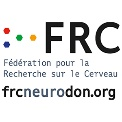 FRC
Fédération pour la
Recherche sur le Cerveau
frcneurodon.org